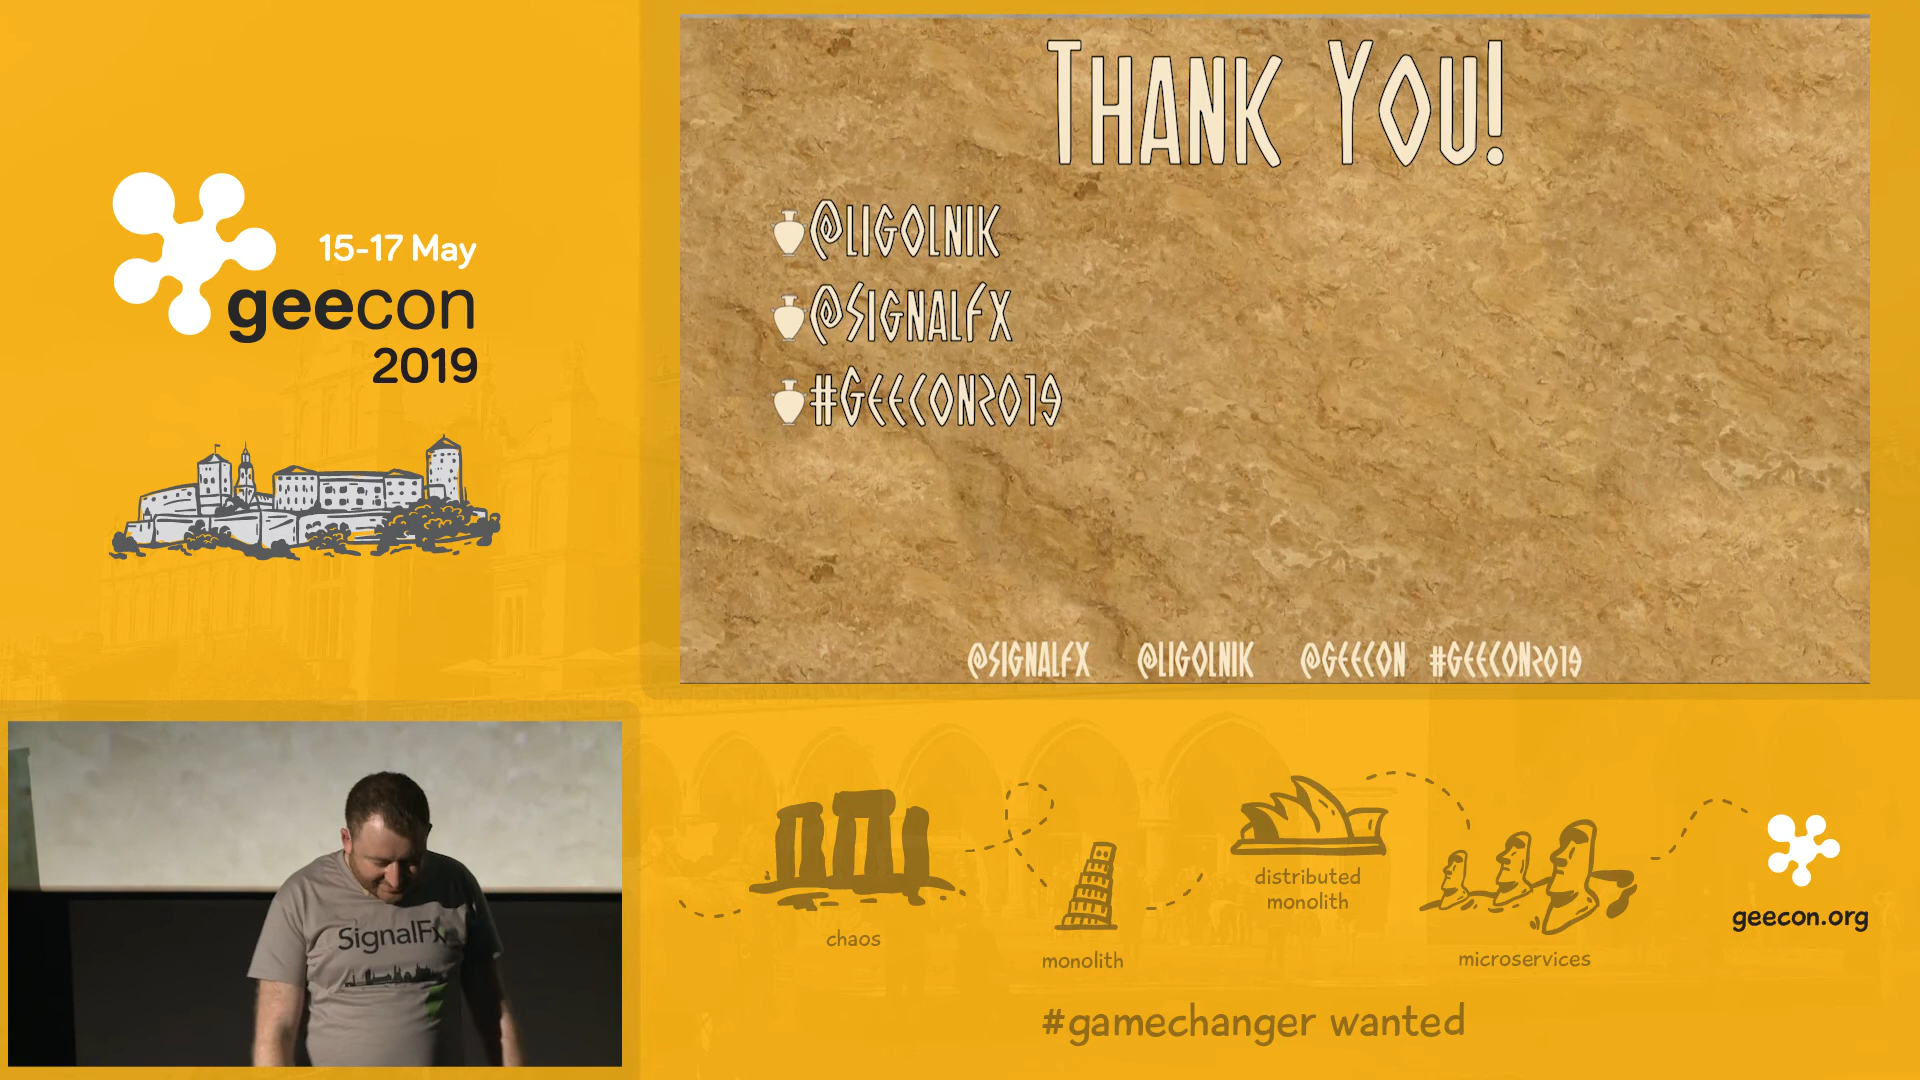 15-17 May
geecon
2019
THANK YOU!
@LIGOLNIK
@SIGNALFX
#GEECON2019
@SIGNALFX @LIGOLNIK @GEECON #GEECON2019
SignalFx
chaos
monolith
distributed
monolith
microservices
geecon.org
#gamechanger wanted